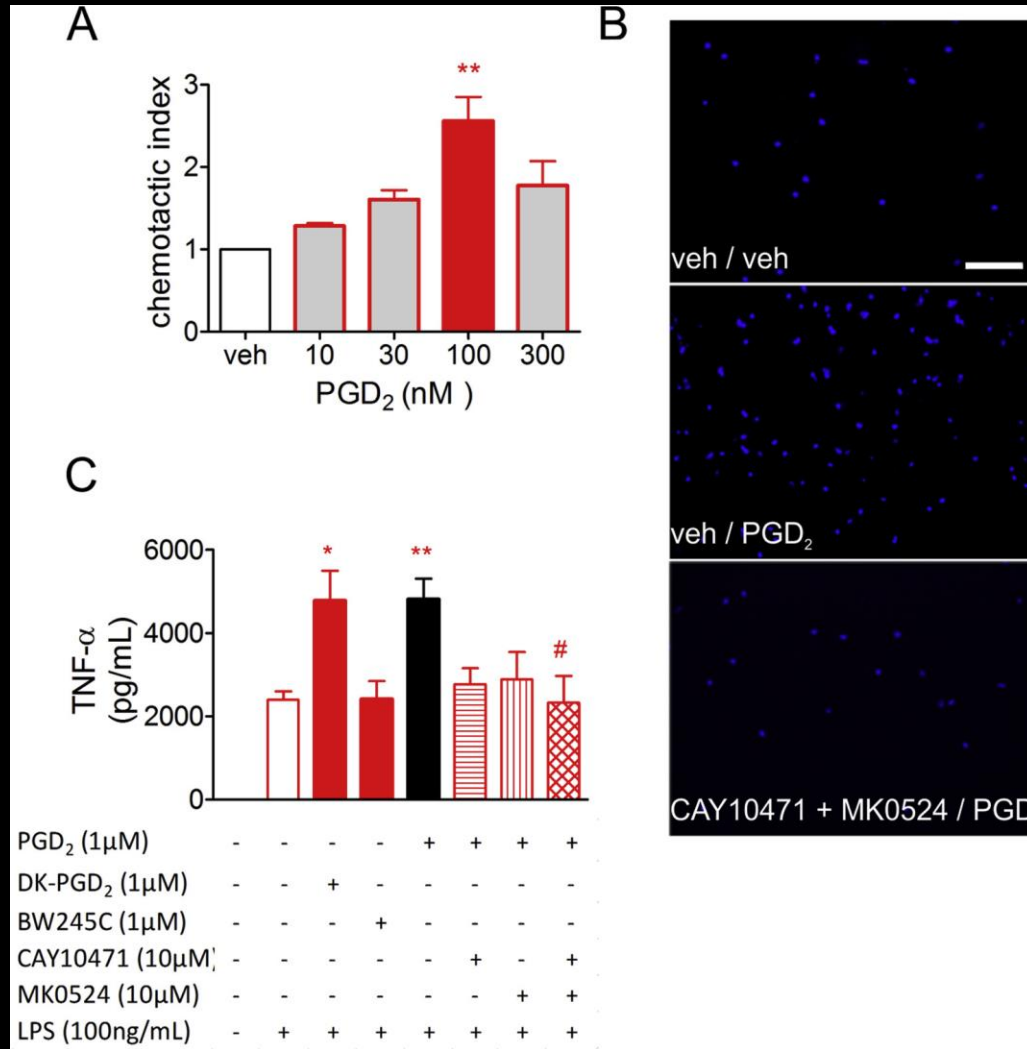 A
chemotactic index
3
2
1
0
**
veh 10 30 100 300
PGD₂ (nM )
B
veh / veh
veh / PGD₂
CAY10471 + MK0524 / PGD
C
TNF-α
(pg/mL)
6000
4000
2000
0
* ** #
PGD₂ (1µM) - - - - + + + +
DK-PGD₂ (1µM) - - + - - - - -
BW245C (1µM) - - - + - - - -
CAY10471 (10µM) - - - - - + - +
MK0524 (10µM) - - - - - - + +
LPS (100ng/mL) - + + + + + + +